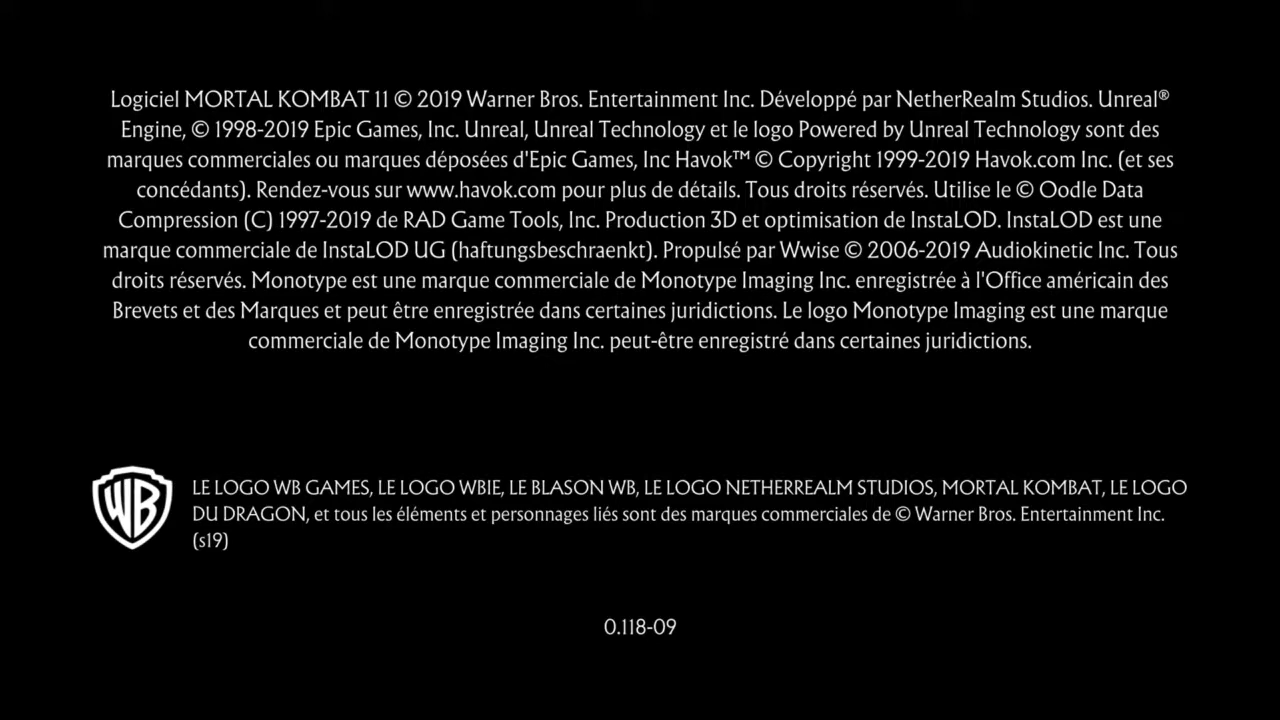 Logiciel MORTAL KOMBAT 11 © 2019 Warner Bros. Entertainment Inc. Développé par NetherRealm Studios. Unreal®
Engine, © 1998-2019 Epic Games, Inc. Unreal, Unreal Technology et le logo Powered by Unreal Technology sont des
marques commerciales ou marques déposées d'Epic Games, Inc Havok™ © Copyright 1999-2019 Havok.com Inc. (et ses
concédants). Rendez-vous sur www.havok.com pour plus de détails. Tous droits réservés. Utilise le © Oodle Data
Compression (C) 1997-2019 de RAD Game Tools, Inc. Production 3D et optimisation de InstaLOD. InstaLOD est une
marque commerciale de InstaLOD UG (haftungsbeschraenkt). Propulsé par Wwise © 2006-2019 Audiokinetic Inc. Tous
droits réservés. Monotype est une marque commerciale de Monotype Imaging Inc. enregistrée à l'Office américain des
Brevets et des Marques et peut être enregistrée dans certaines juridictions. Le logo Monotype Imaging est une marque
commerciale de Monotype Imaging Inc. peut-être enregistré dans certaines juridictions.
WB
LE LOGO WB GAMES, LE LOGO WBIE, LE BLASON WB, LE LOGO NETHERREALM STUDIOS, MORTAL KOMBAT, LE LOGO
DU DRAGON, et tous les éléments et personnages liés sont des marques commerciales de © Warner Bros. Entertainment Inc.
(s19)
0.118-09